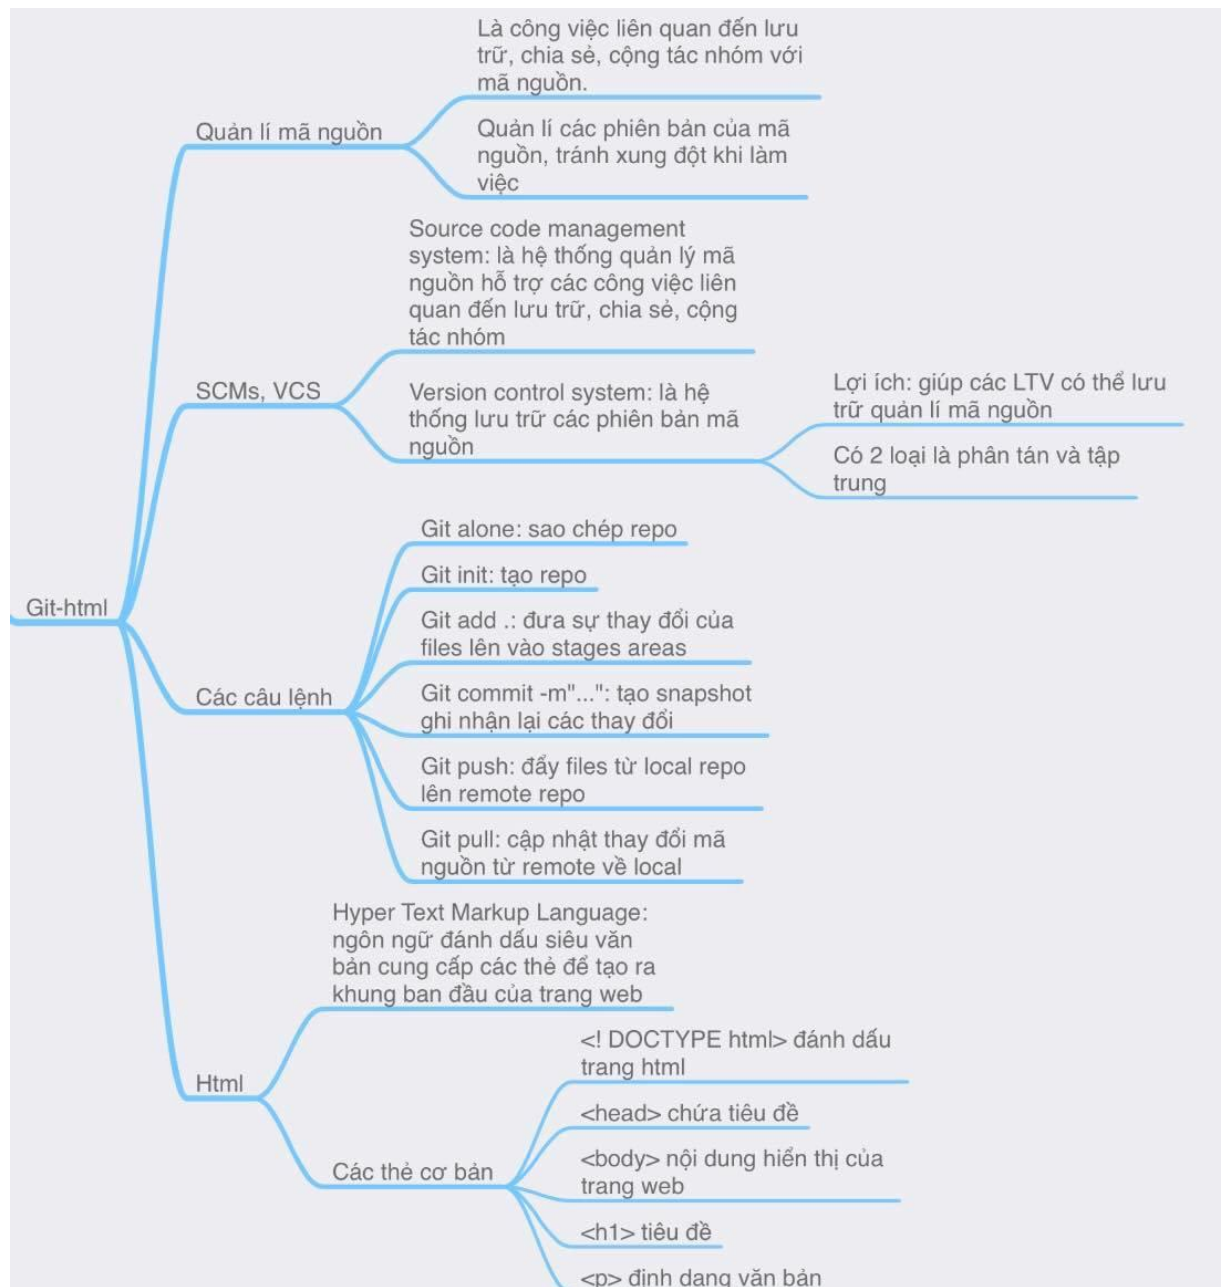 Là công việc liên quan đến lưu
trữ, chia sẻ, cộng tác nhóm với
mã nguồn.
Quản lí mã nguồn
Quản lí các phiên bản của mã
nguồn, tránh xung đột khi làm
việc
Source code management
system: là hệ thống quản lý mã
nguồn hỗ trợ các công việc liên
quan đến lưu trữ, chia sẻ, cộng
tác nhóm
SCMs, VCS
Version control system: là hệ
thống lưu trữ các phiên bản mã
nguồn
Lợi ích: giúp các LTV có thể lưu
trữ quản lí mã nguồn
Có 2 loại là phân tán và tập
trung
Git-html
Các câu lệnh
Git alone: sao chép repo
Git init: tạo repo
Git add .: đưa sự thay đổi của
files lên vào stages areas
Git commit -m"...": tạo snapshot
ghi nhận lại các thay đổi
Git push: đẩy files từ local repo
lên remote repo
Git pull: cập nhật thay đổi mã
nguồn từ remote về local
Html
Hyper Text Markup Language:
ngôn ngữ đánh dấu siêu văn
bản cung cấp các thẻ để tạo ra
khung ban đầu của trang web
Các thẻ cơ bản
<! DOCTYPE html> đánh dấu
trang html
<head> chứa tiêu đề
<body> nội dung hiển thị của
trang web
<h1> tiêu đề
<p> định dạng văn bản